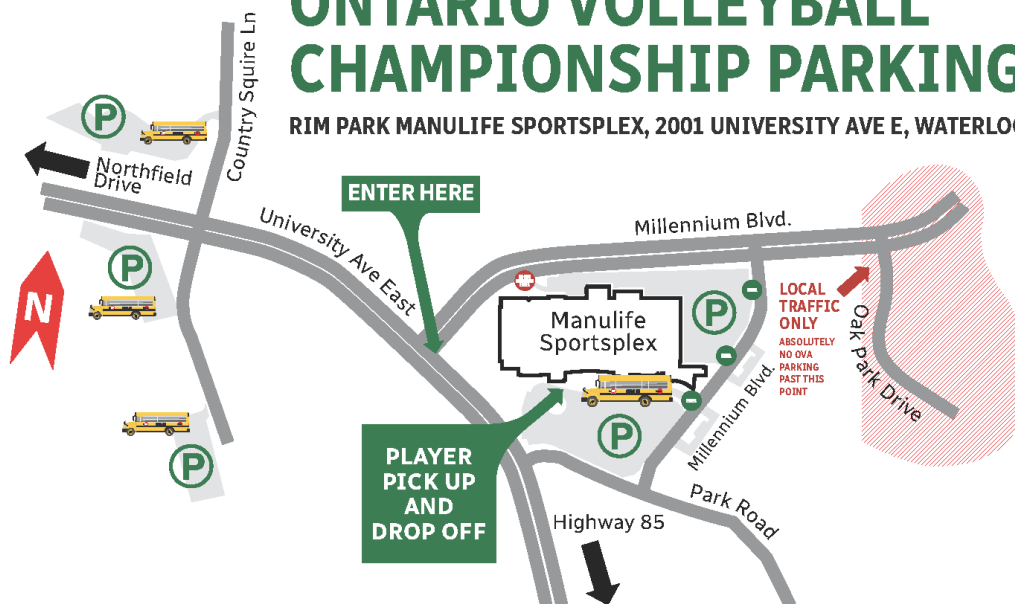 ONTARIO VOLLEYBALL
CHAMPIONSHIP PARKING
RIM PARK MANULIFE SPORTSPLEX, 2001 UNIVERSITY AVE E, WATERLOO
Country Squire Ln
P
Northfield
Drive
ENTER HERE
University Ave East
Millennium Blvd.
P
N
Manulife
Sportsplex
P
LOCAL
TRAFFIC
ONLY
ABSOLUTELY
NO OVA
PARKING
PAST THIS
POINT
Oak Park Drive
Millennium Blvd.
P
P
PLAYER
PICK UP
AND
DROP OFF
Highway 85
Park Road